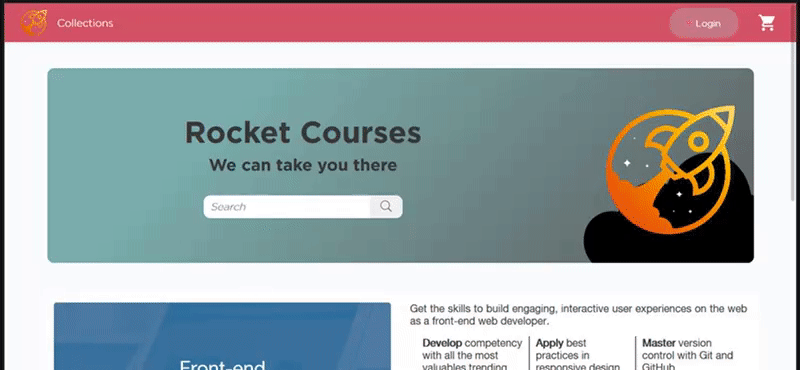 Collections
Login
Rocket Courses
We can take you there
Search
Get the skills to build engaging, interactive user experiences on the web
as a front-end web developer.
Develop competency
with all the most
valuables trending
Apply best
practices in
responsive design
Master version
control with Git and
GitHub
Front-end